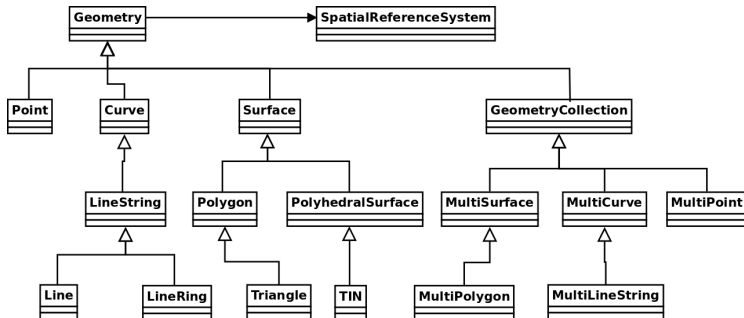 Geometry
SpatialReferenceSystem
Point
Curve
Surface
GeometryCollection
LineString
Polygon
PolyhedralSurface
MultiSurface
MultiCurve
MultiPoint
Line
LineRing
Triangle
TIN
MultiPolygon
MultiLineString